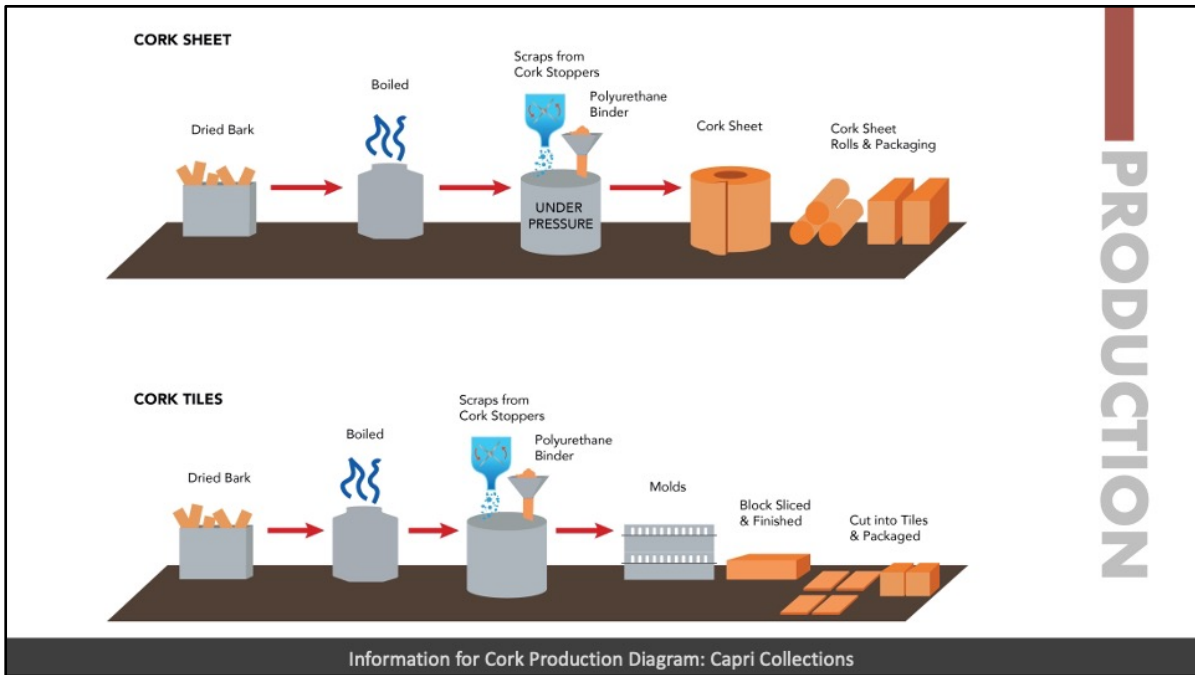 CORK SHEET
Dried Bark
Boiled
Scraps from
Cork Stoppers
Polyurethane
Binder
UNDER
PRESSURE
Cork Sheet
Cork Sheet
Rolls & Packaging
PRODUCTION
CORK TILES
Dried Bark
Boiled
Scraps from
Cork Stoppers
Polyurethane
Binder
Molds
Block Sliced
& Finished
Cut into Tiles
& Packaged
Information for Cork Production Diagram: Capri Collections